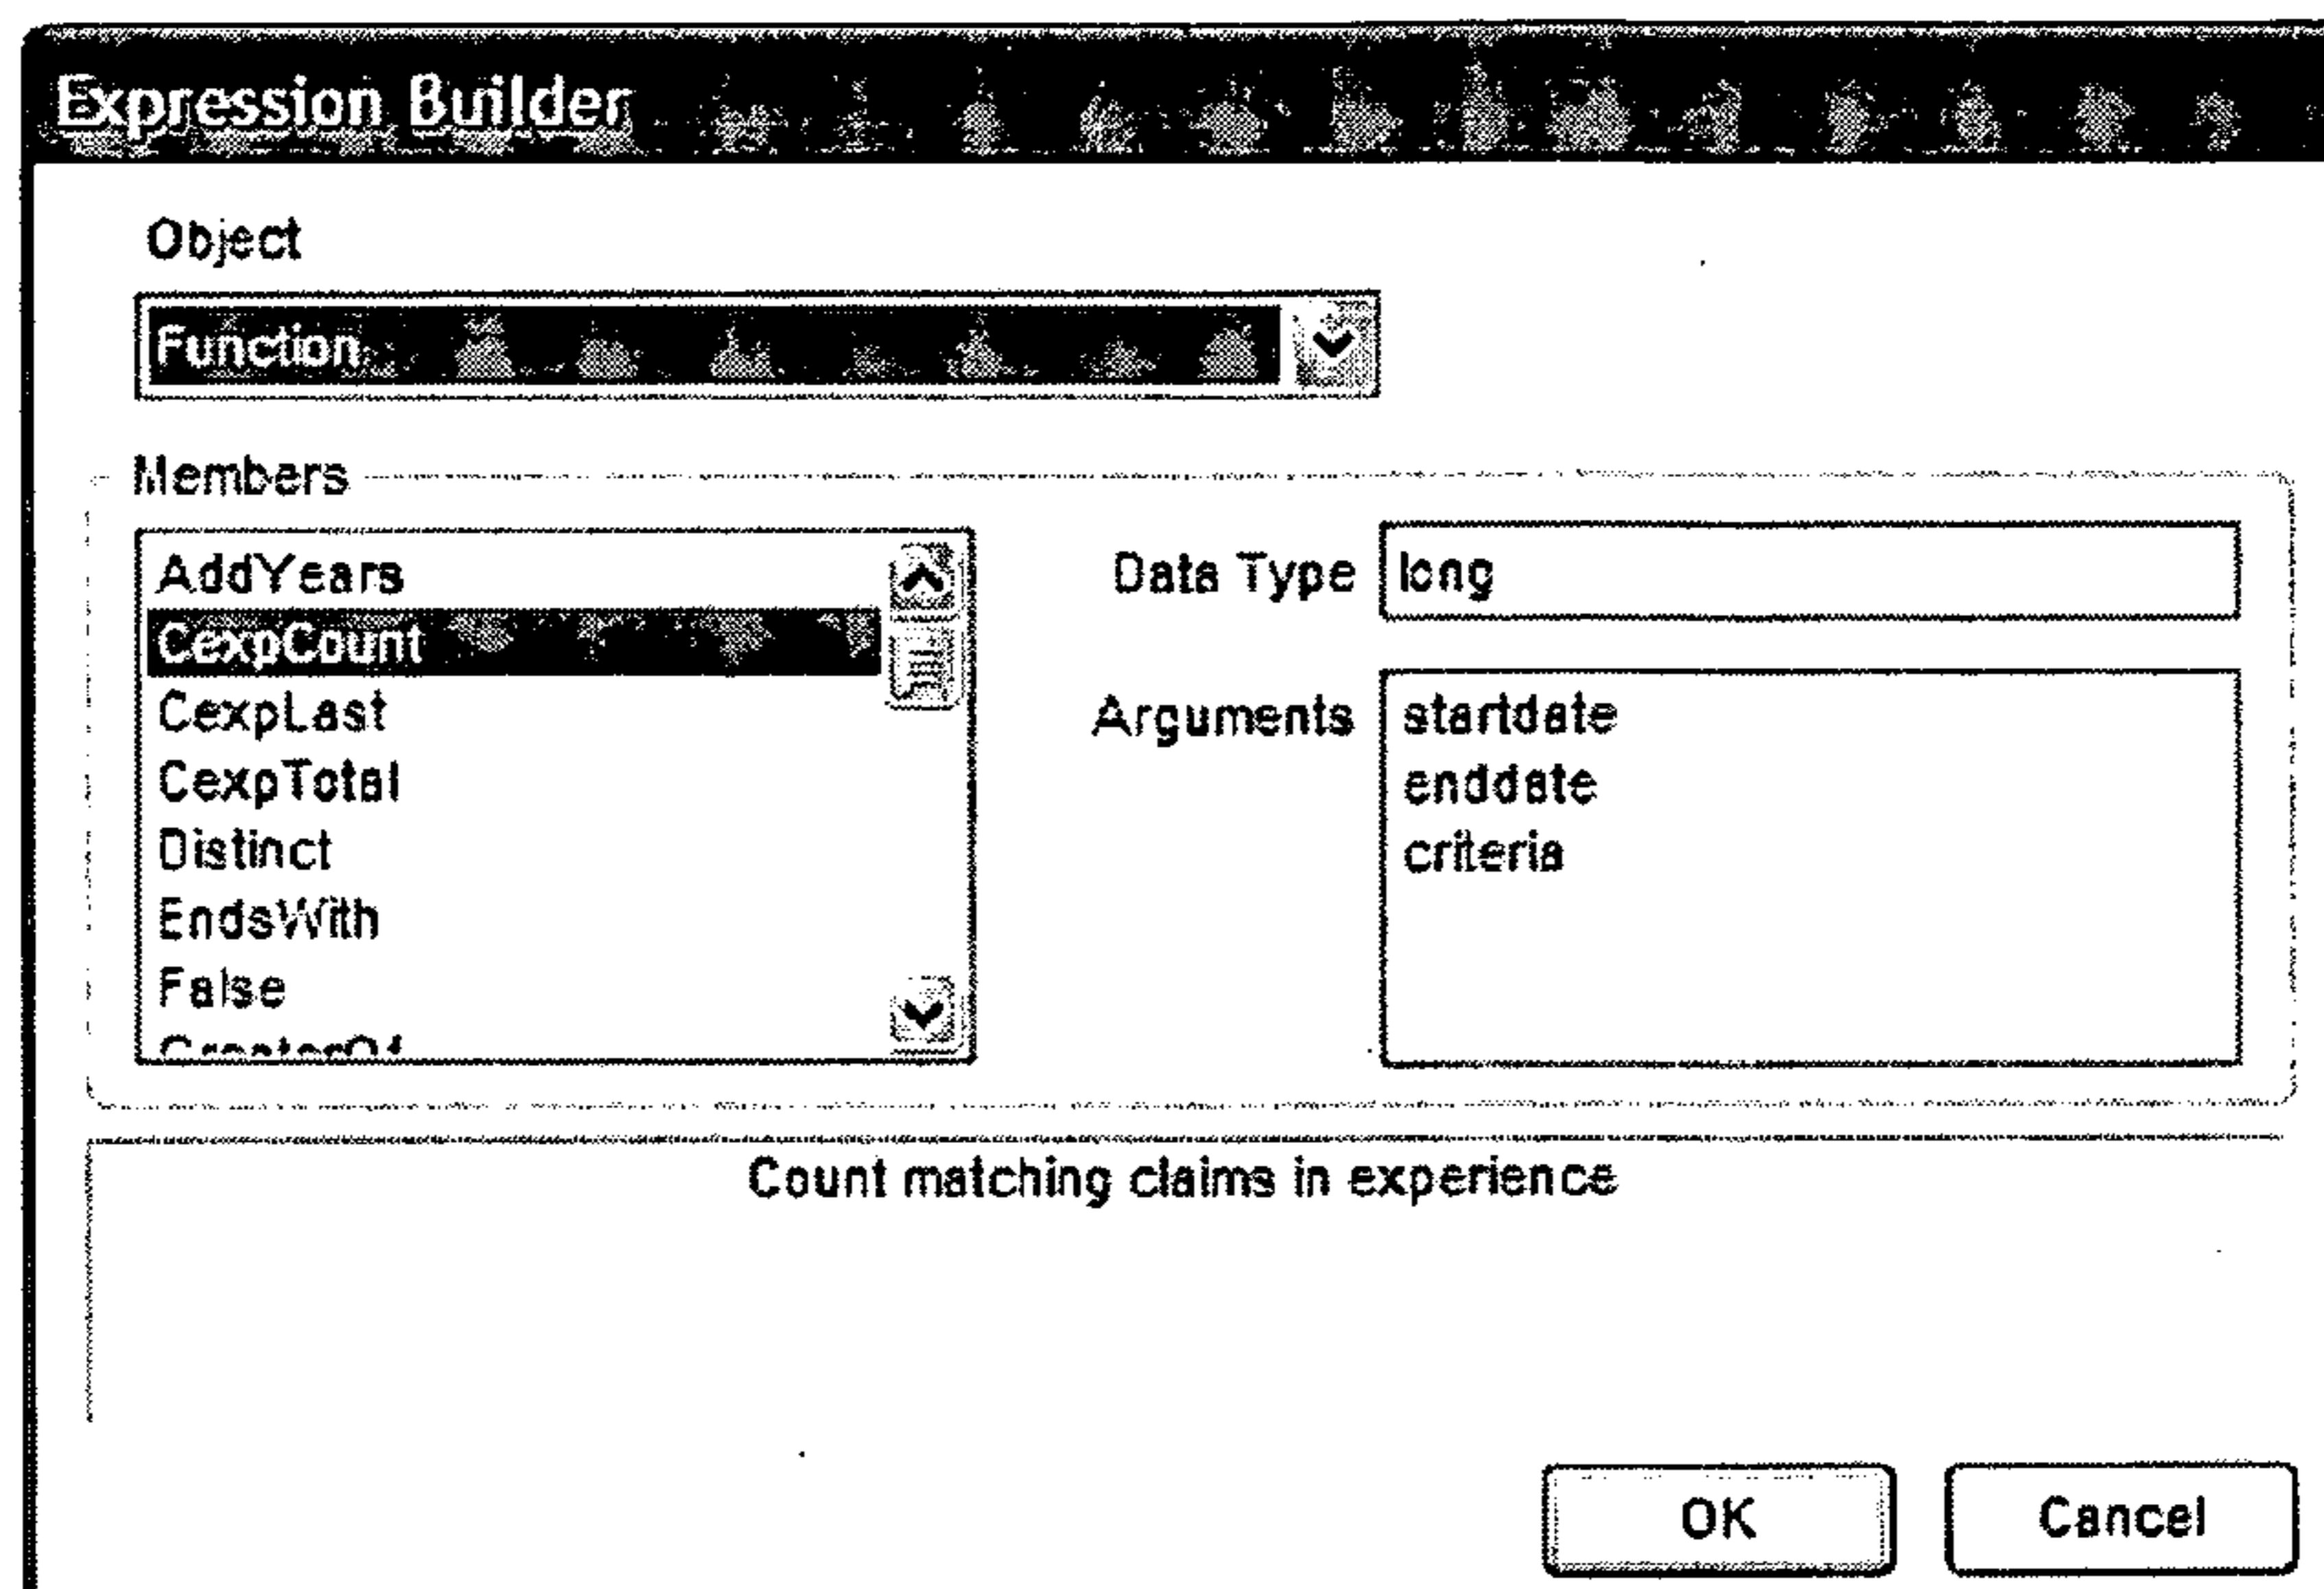 Expression Builder
Object
Function
Members
AddYears
CexpCount
CexpLast
CexpTotal
Distinct
EndsWith
False
Data Type
long
Arguments
startdate
enddate
criteria
Count matching claims in experience
OK
Cancel